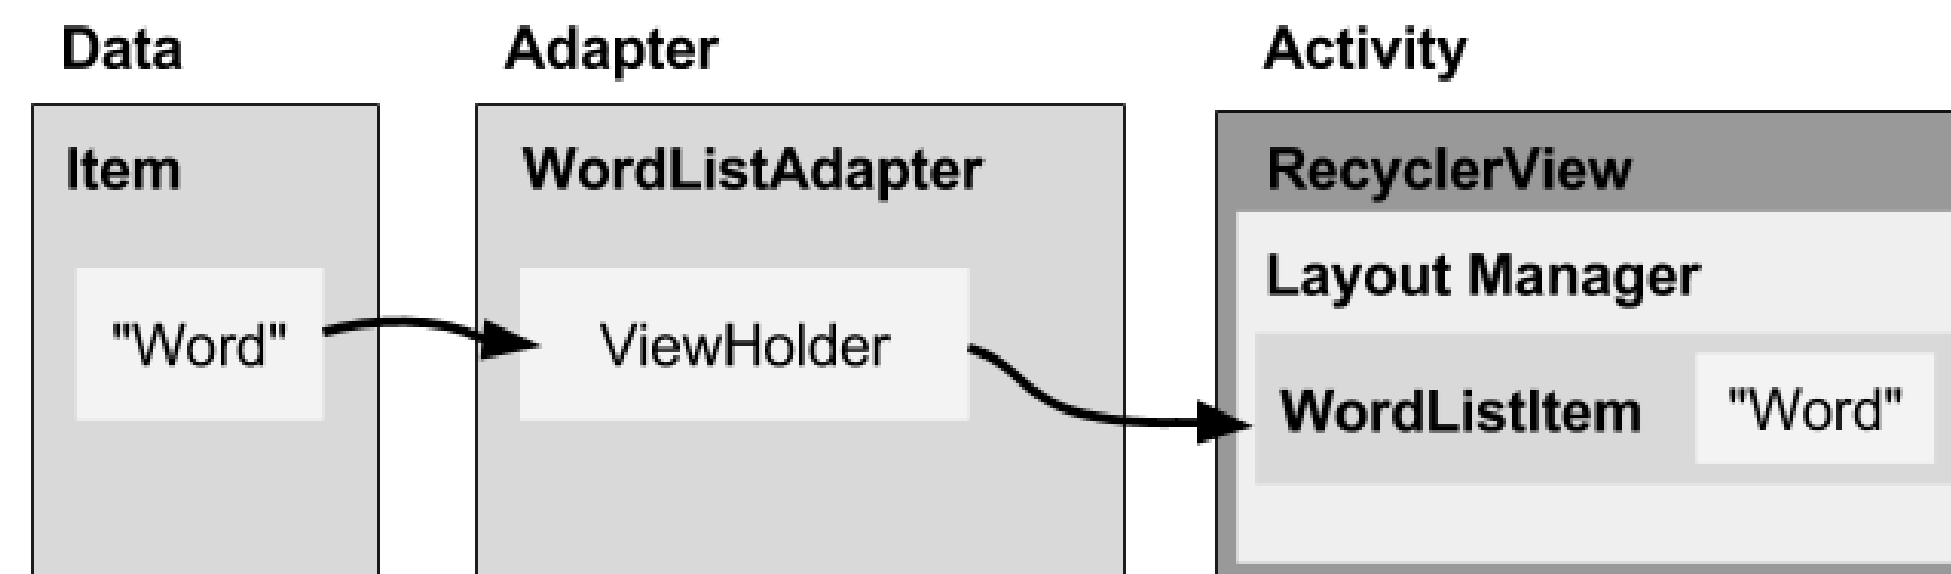 Data
Adapter
Activity
Item
WordListAdapter
RecyclerView
Layout Manager
"Word"
ViewHolder
WordListItem
"Word"